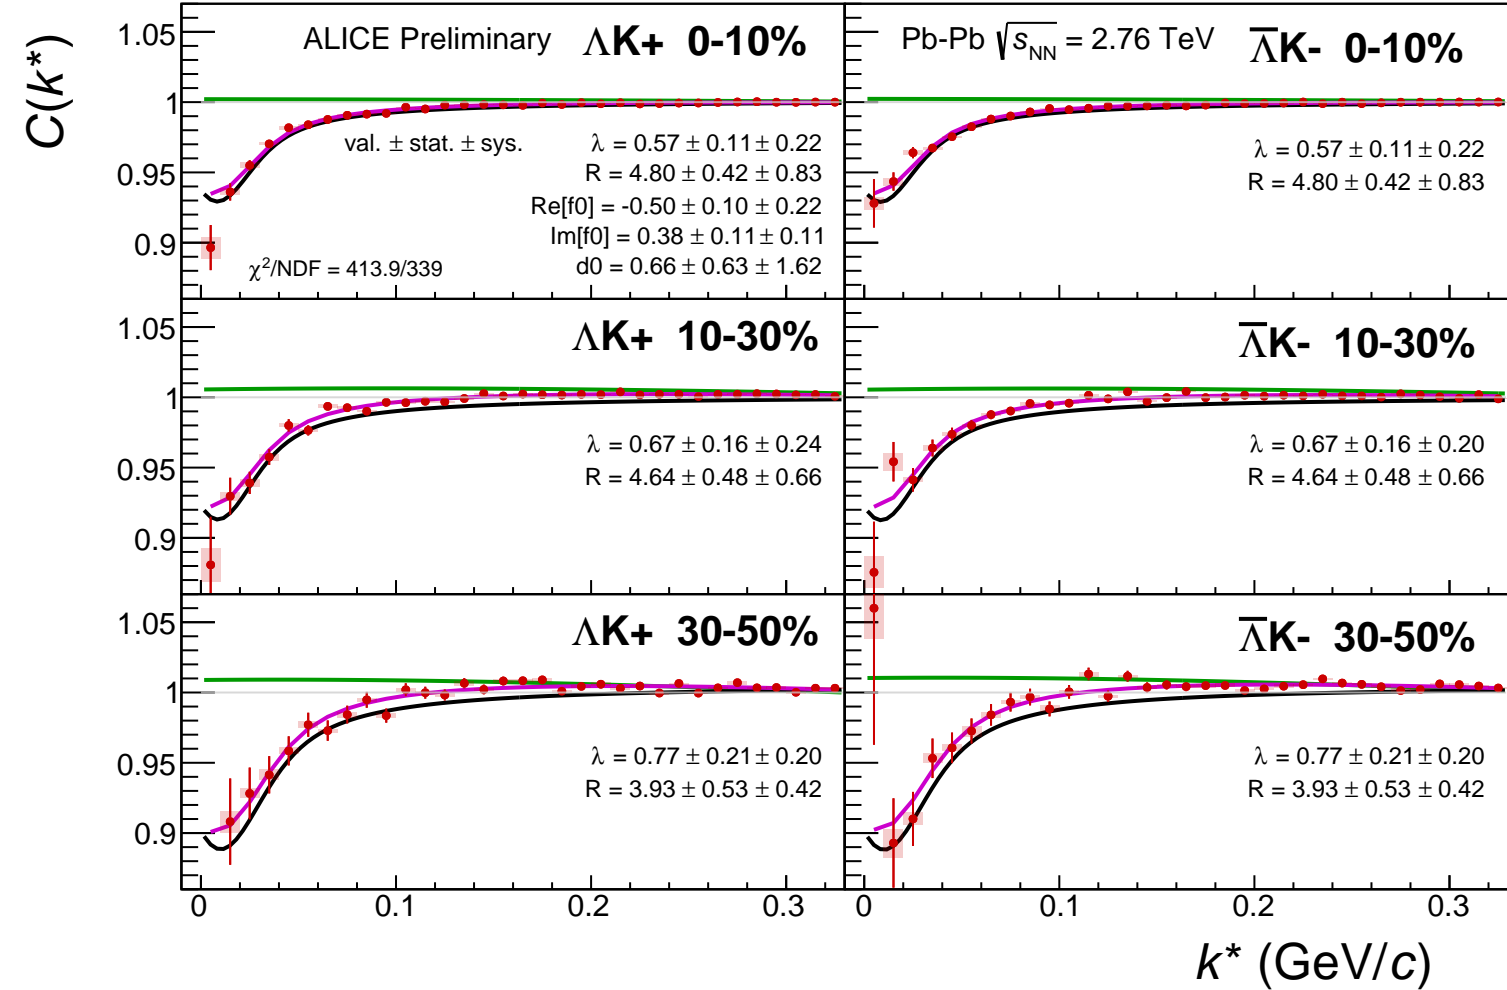 C(k*)
ALICE Preliminary ΛK+ 0-10%
val. ± stat. ± sys.
λ = 0.57 ± 0.11 ± 0.22
R = 4.80 ± 0.42 ± 0.83
Re[f0] = -0.50 ± 0.10 ± 0.22
Im[f0] = 0.38 ± 0.11 ± 0.11
d0 = 0.66 ± 0.63 ± 1.62
χ²/NDF = 413.9/339
1.05
1
0.95
0.9
Pb-Pb √s_NN = 2.76 TeV Λ̅K- 0-10%
λ = 0.57 ± 0.11 ± 0.22
R = 4.80 ± 0.42 ± 0.83
ΛK+ 10-30%
λ = 0.67 ± 0.16 ± 0.24
R = 4.64 ± 0.48 ± 0.66
1.05
1
0.95
0.9
Λ̅K- 10-30%
λ = 0.67 ± 0.16 ± 0.20
R = 4.64 ± 0.48 ± 0.66
ΛK+ 30-50%
λ = 0.77 ± 0.21 ± 0.20
R = 3.93 ± 0.53 ± 0.42
1.05
1
0.95
0.9
Λ̅K- 30-50%
λ = 0.77 ± 0.21 ± 0.20
R = 3.93 ± 0.53 ± 0.42
0 0.1 0.2 0.3
0 0.1 0.2 0.3
k* (GeV/c)